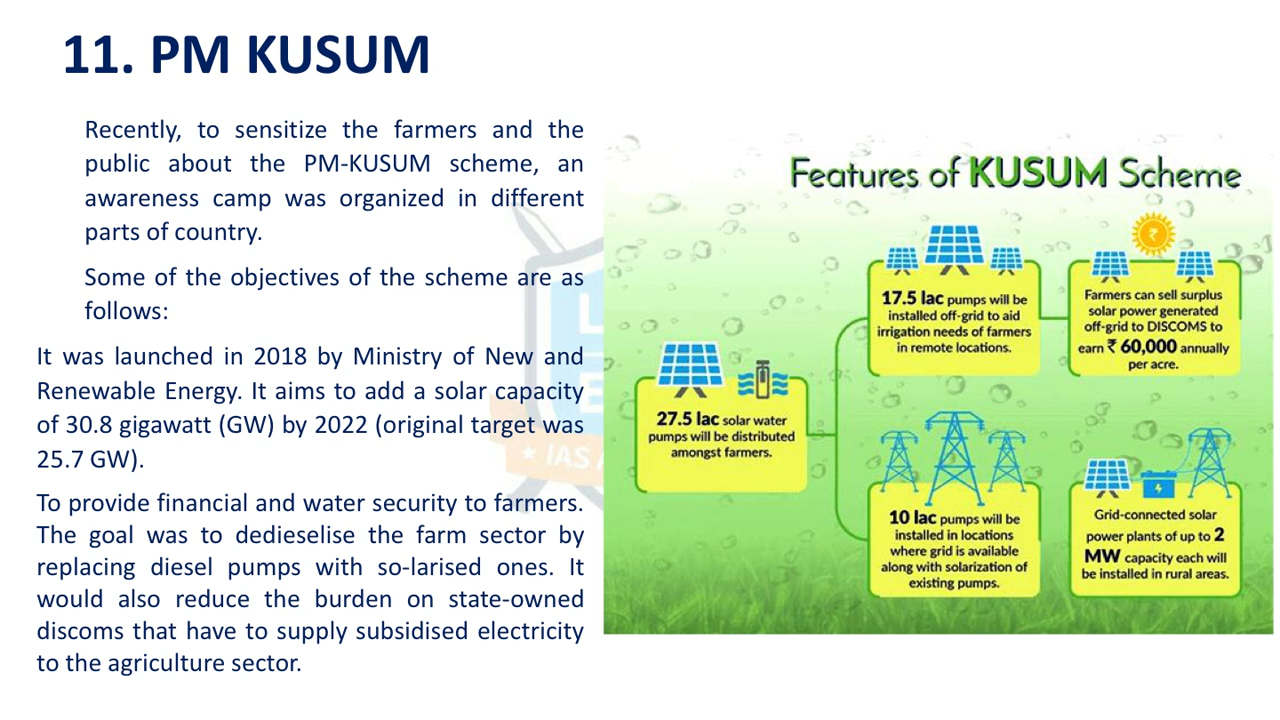 11. PM KUSUM
Recently, to sensitize the farmers and the
public about the PM-KUSUM scheme, an
awareness camp was organized in different
parts of country.
Some of the objectives of the scheme are as
follows:
It was launched in 2018 by Ministry of New and
Renewable Energy. It aims to add a solar capacity
of 30.8 gigawatt (GW) by 2022 (original target was
25.7 GW).
To provide financial and water security to farmers.
The goal was to dedieselise the farm sector by
replacing diesel pumps with so-larised ones. It
would also reduce the burden on state-owned
discoms that have to supply subsidised electricity
to the agriculture sector.
Features of KUSUM Scheme
27.5 lac solar water
pumps will be distributed
amongst farmers.
17.5 lac pumps will be
installed off-grid to aid
irrigation needs of farmers
in remote locations.
₹
Farmers can sell surplus
solar power generated
off-grid to DISCOMS to
earn ₹ 60,000 annually
per acre.
10 lac pumps will be
installed in locations
where grid is available
along with solarization of
existing pumps.
Grid-connected solar
power plants of up to 2
MW capacity each will
be installed in rural areas.
IAS